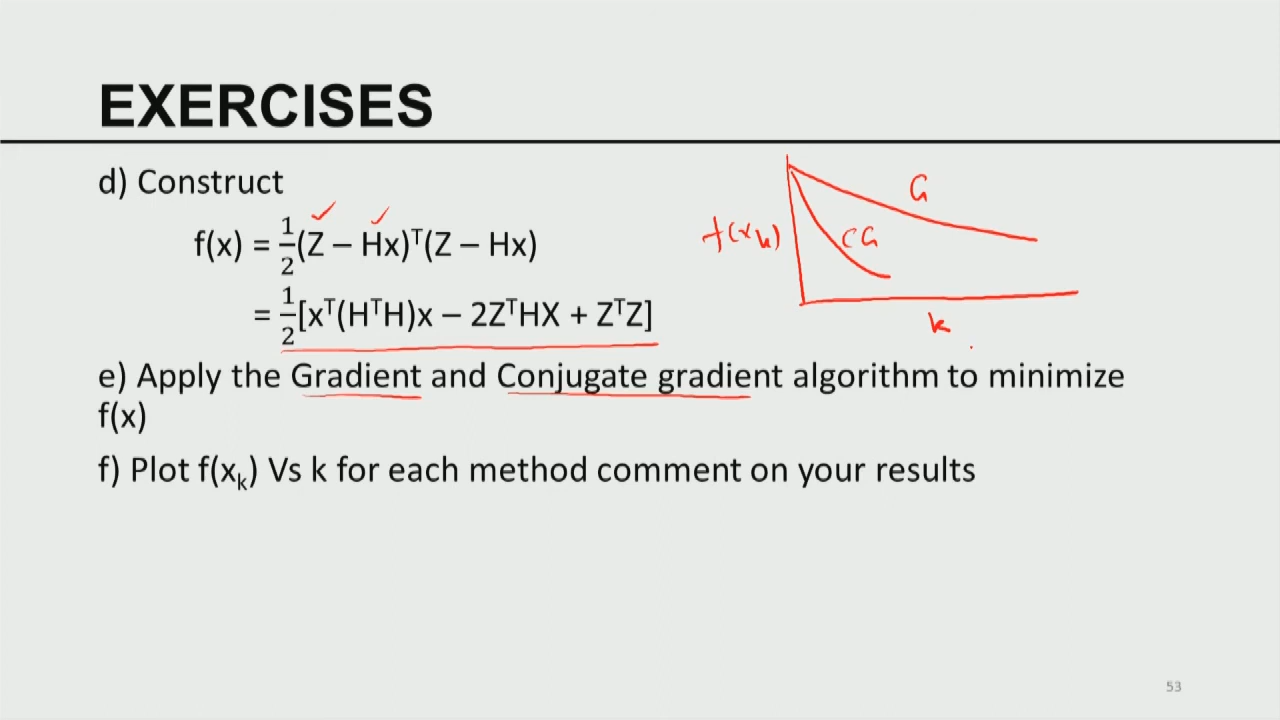 EXERCISES
d) Construct
f(x) = 1/2(Z – Hx)ᵀ(Z – Hx)
= 1/2[xᵀ(HᵀH)x – 2ZᵀHX + ZᵀZ]
e) Apply the Gradient and Conjugate gradient algorithm to minimize
f(x)
f) Plot f(xₖ) Vs k for each method comment on your results
G
f(xₖ)
CG
k
53